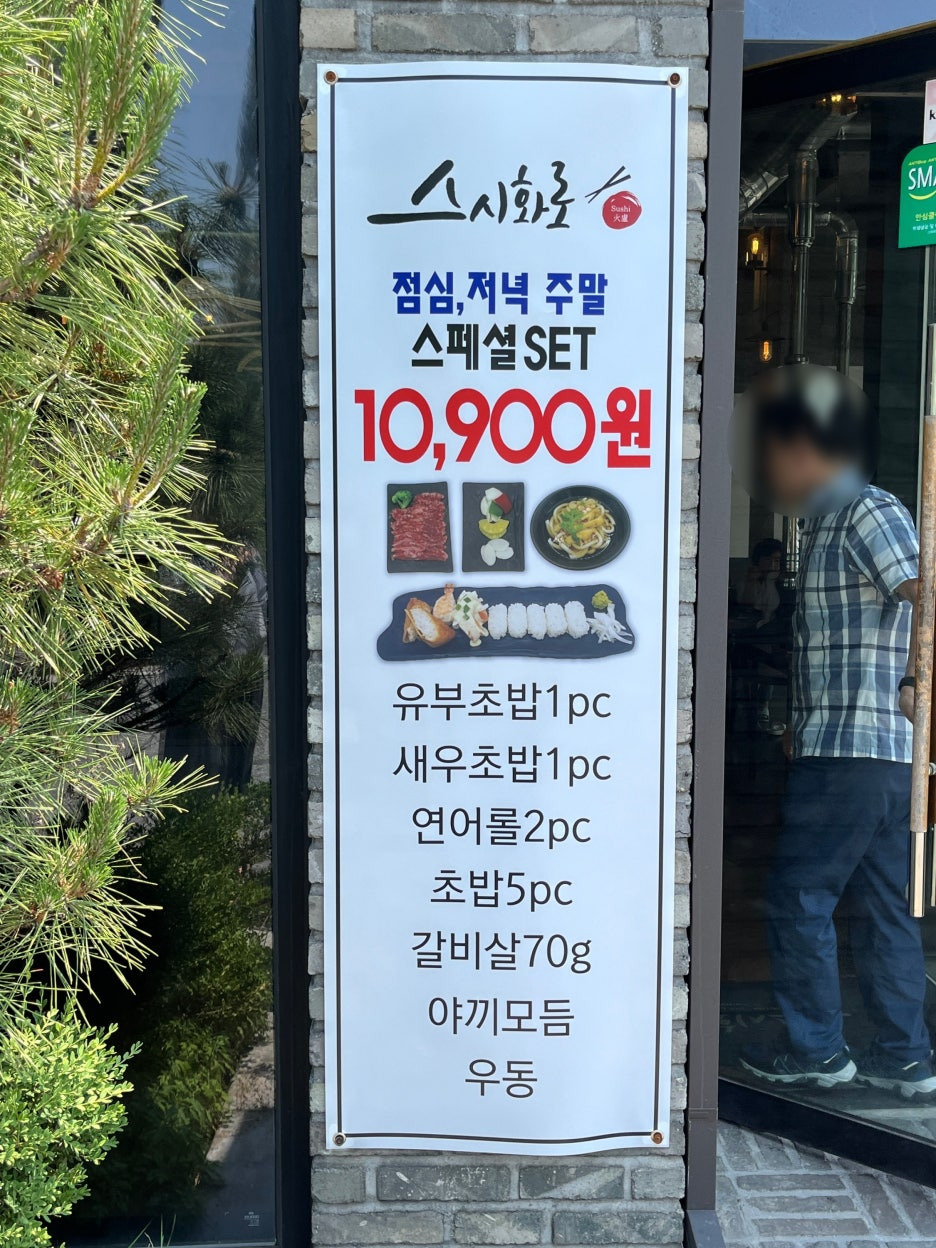 스시화로
Sushi
火爐
점심,저녁 주말
스페셜SET
10,900원
유부초밥1pc
새우초밥1pc
연어롤2pc
초밥5pc
갈비살70g
야끼모듬
우동